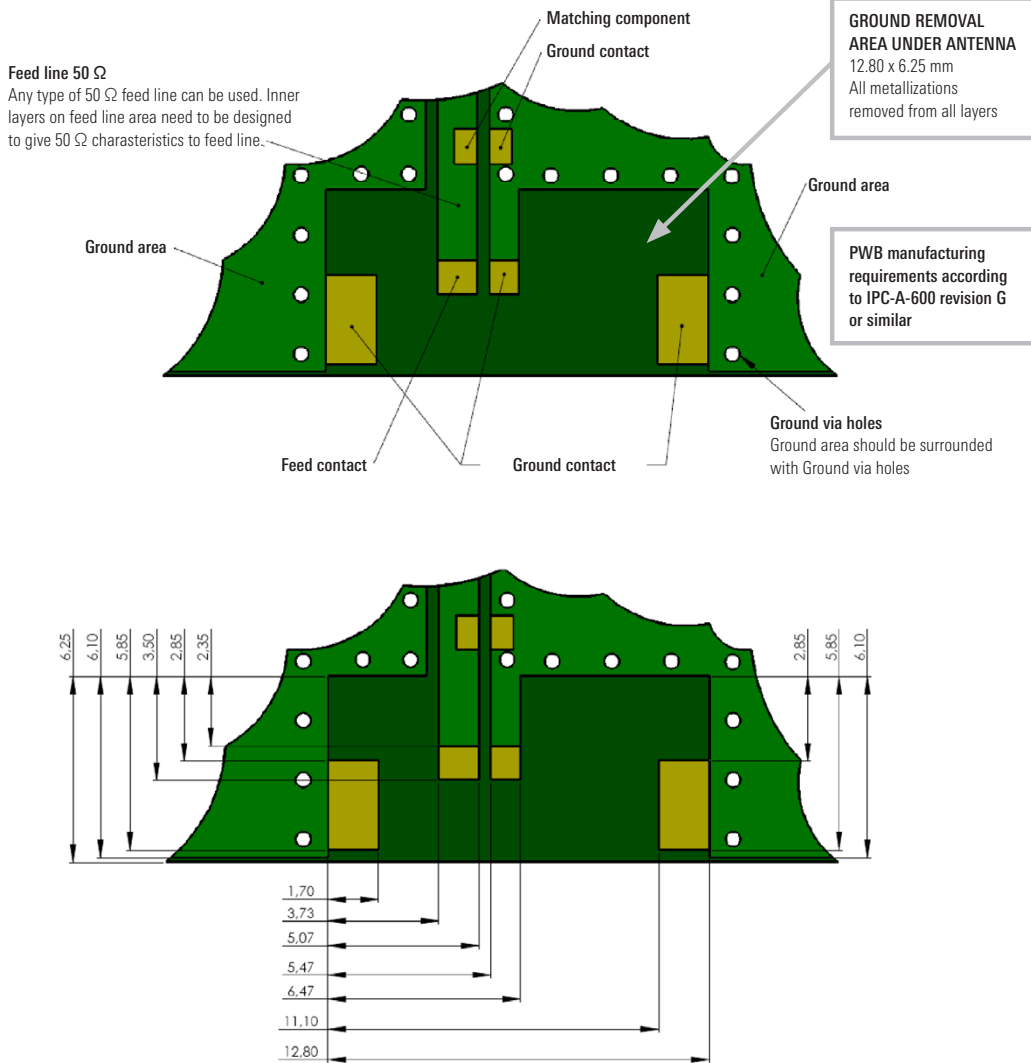 Matching component
Ground contact
GROUND REMOVAL
AREA UNDER ANTENNA
12.80 x 6.25 mm
All metallizations
removed from all layers
Feed line 50 Ω
Any type of 50 Ω feed line can be used. Inner
layers on feed line area need to be designed
to give 50 Ω charasteristics to feed line.
Ground area
Ground area
PWB manufacturing
requirements according
to IPC-A-600 revision G
or similar
Ground via holes
Ground area should be surrounded
with Ground via holes
Feed contact
Ground contact
6,25
6,10
5,85
3,50
2,85
2,35
2,85
5,85
6,10
1,70
3,73
5,07
5,47
6,47
11,10
12,80